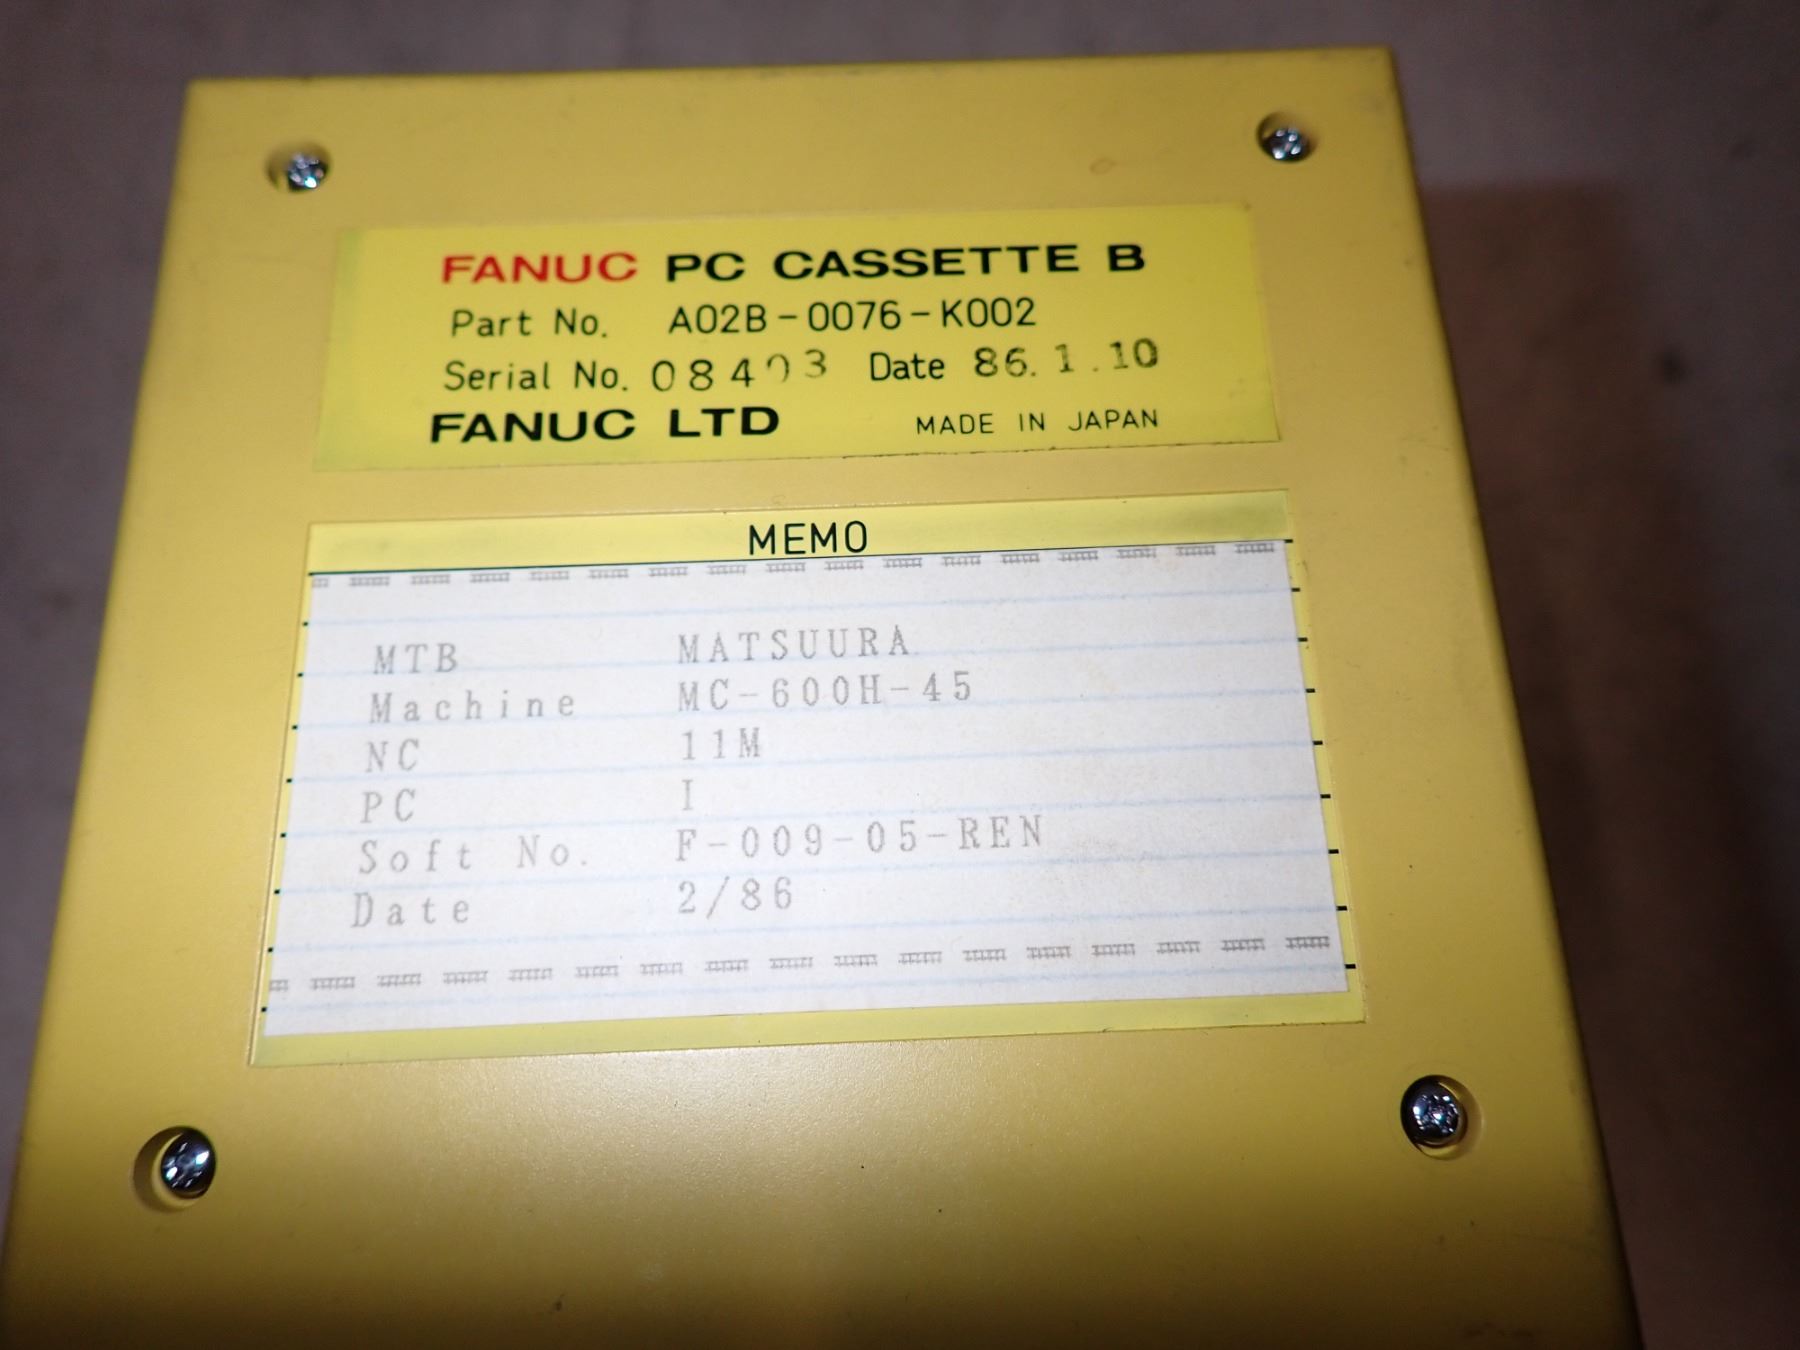 FANUC PC CASSETTE B
Part No. A02B-0076-K002
Serial No. Date 86.1.10
FANUC LTD MADE IN JAPAN
MEMO
MTB MATSUURA
Machine MC-600H-45
NC 11M
PC I
Soft No. F-009-05-REN
Date 2/86